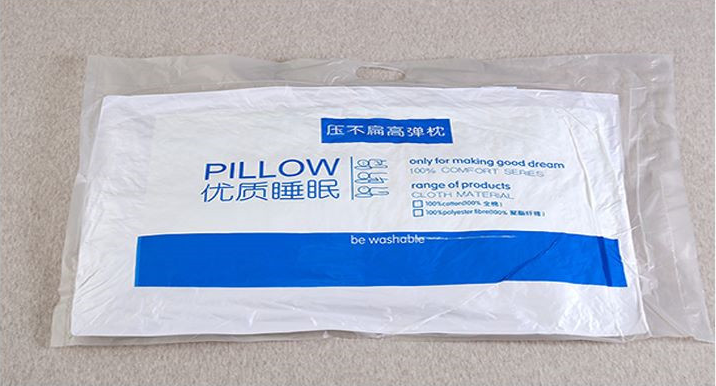 压不扁高弹枕
PILLOW
优质睡眠
only for making good dream
100% COMFORT SERIES
range of products
CLOTH MATERIAL
100%cotton(100% 全棉)
100%polyester fibre(100% 聚酯纤维)
be washable